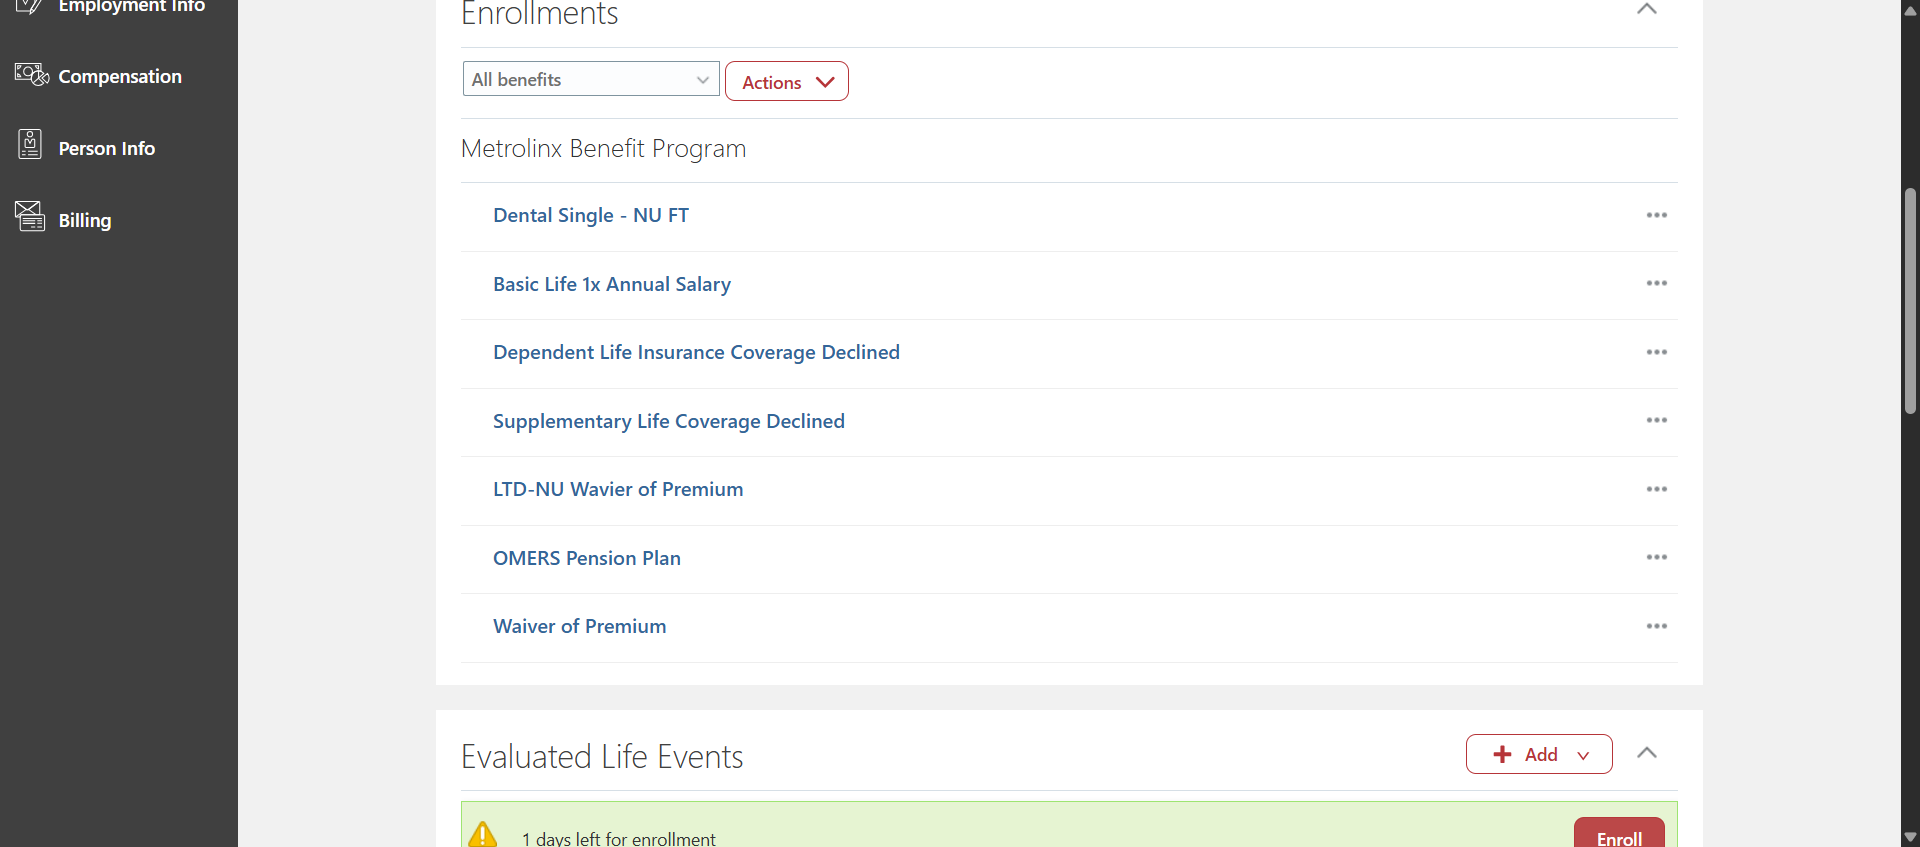 Employment Info
Compensation
Person Info
Billing
Enrollments
All benefits
Actions
Metrolinx Benefit Program
Dental Single - NU FT
Basic Life 1x Annual Salary
Dependent Life Insurance Coverage Declined
Supplementary Life Coverage Declined
LTD-NU Wavier of Premium
OMERS Pension Plan
Waiver of Premium
Evaluated Life Events
Add
1 days left for enrollment
Enroll